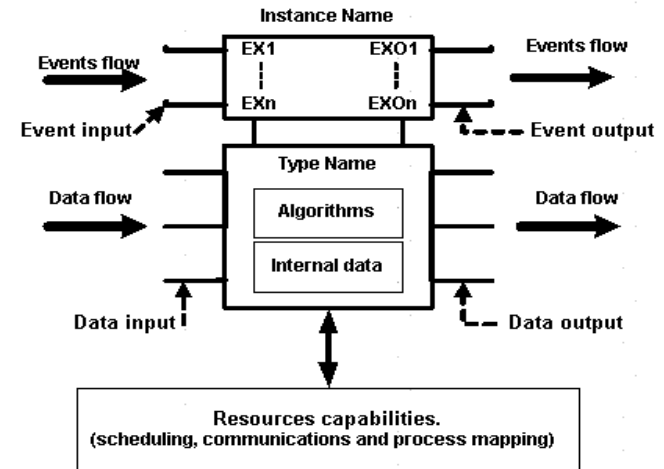 Instance Name
Events flow
EX1
EXO1
Events flow
EXn
EXOn
Event input
Event output
Type Name
Data flow
Algorithms
Data flow
Internal data
Data input
Data output
Resources capabilities.
(scheduling, communications and process mapping)